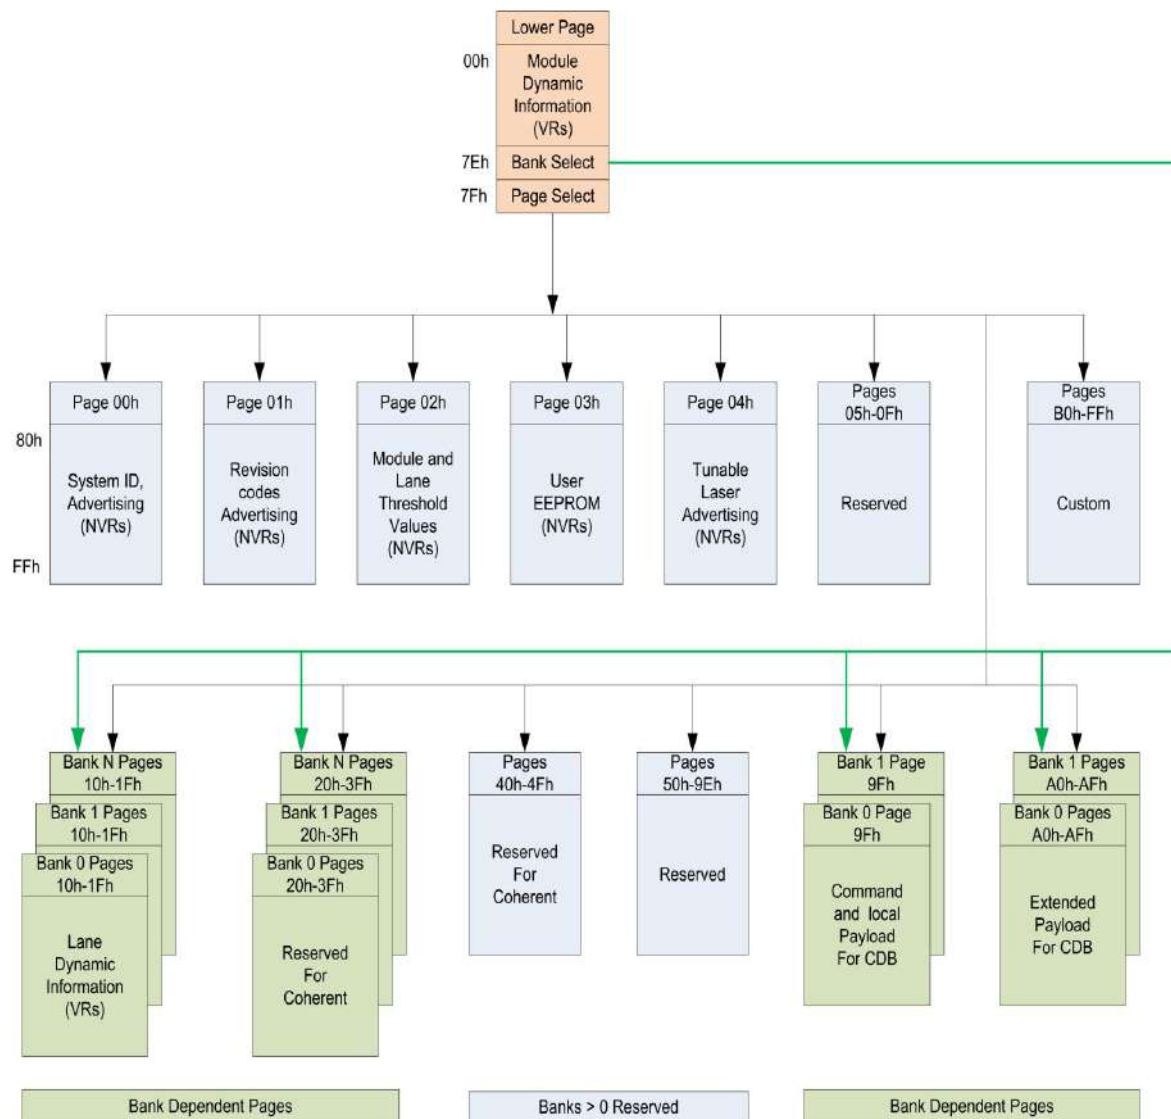 Lower Page
00h
Module
Dynamic
Information
(VRs)
7Eh
Bank Select
7Fh
Page Select
Page 00h
Page 01h
Page 02h
Page 03h
Page 04h
Pages
05h-0Fh
Pages
B0h-FFh
80h
System ID,
Advertising
(NVRs)
Revision
codes
Advertising
(NVRs)
Module and
Lane
Threshold
Values
(NVRs)
User
EEPROM
(NVRs)
Tunable
Laser
Advertising
(NVRs)
Reserved
Custom
FFh
Bank N Pages
10h-1Fh
Bank 1 Pages
10h-1Fh
Bank 0 Pages
10h-1Fh
Lane
Dynamic
Information
(VRs)
Bank N Pages
20h-3Fh
Bank 1 Pages
20h-3Fh
Bank 0 Pages
20h-3Fh
Reserved
For
Coherent
Pages
40h-4Fh
Reserved
For
Coherent
Pages
50h-9Eh
Reserved
Bank 1 Page
9Fh
Bank 0 Page
9Fh
Command
and local
Payload
For CDB
Bank 1 Pages
A0h-AFh
Bank 0 Pages
A0h-AFh
Extended
Payload
For CDB
Bank Dependent Pages
Banks > 0 Reserved
Bank Dependent Pages